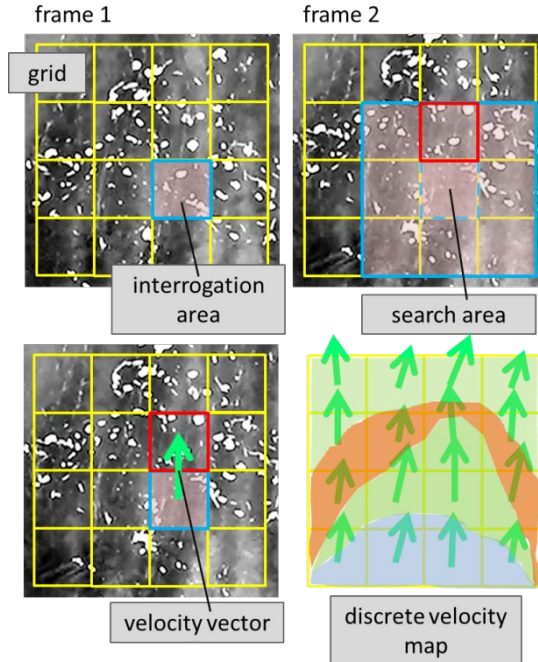 frame 1
frame 2
grid
interrogation
area
search area
velocity vector
discrete velocity
map